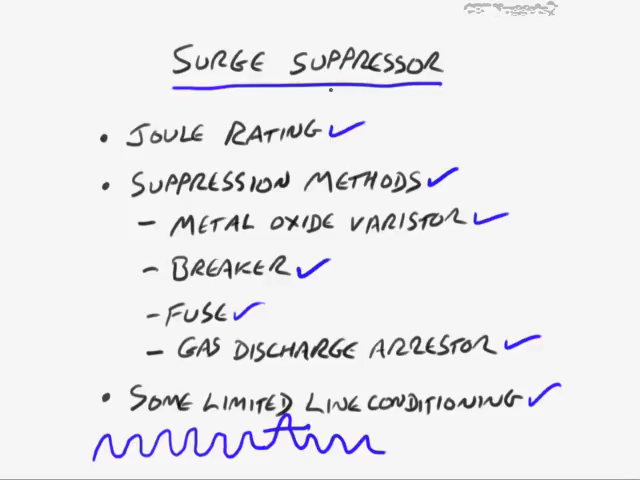 SURGE SUPPRESSOR
• JOULE RATING ✓
• SUPPRESSION METHODS ✓
– METAL OXIDE VARISTOR ✓
– BREAKER ✓
– FUSE ✓
– GAS DISCHARGE ARRESTOR ✓
• SOME LIMITED LINE CONDITIONING ✓